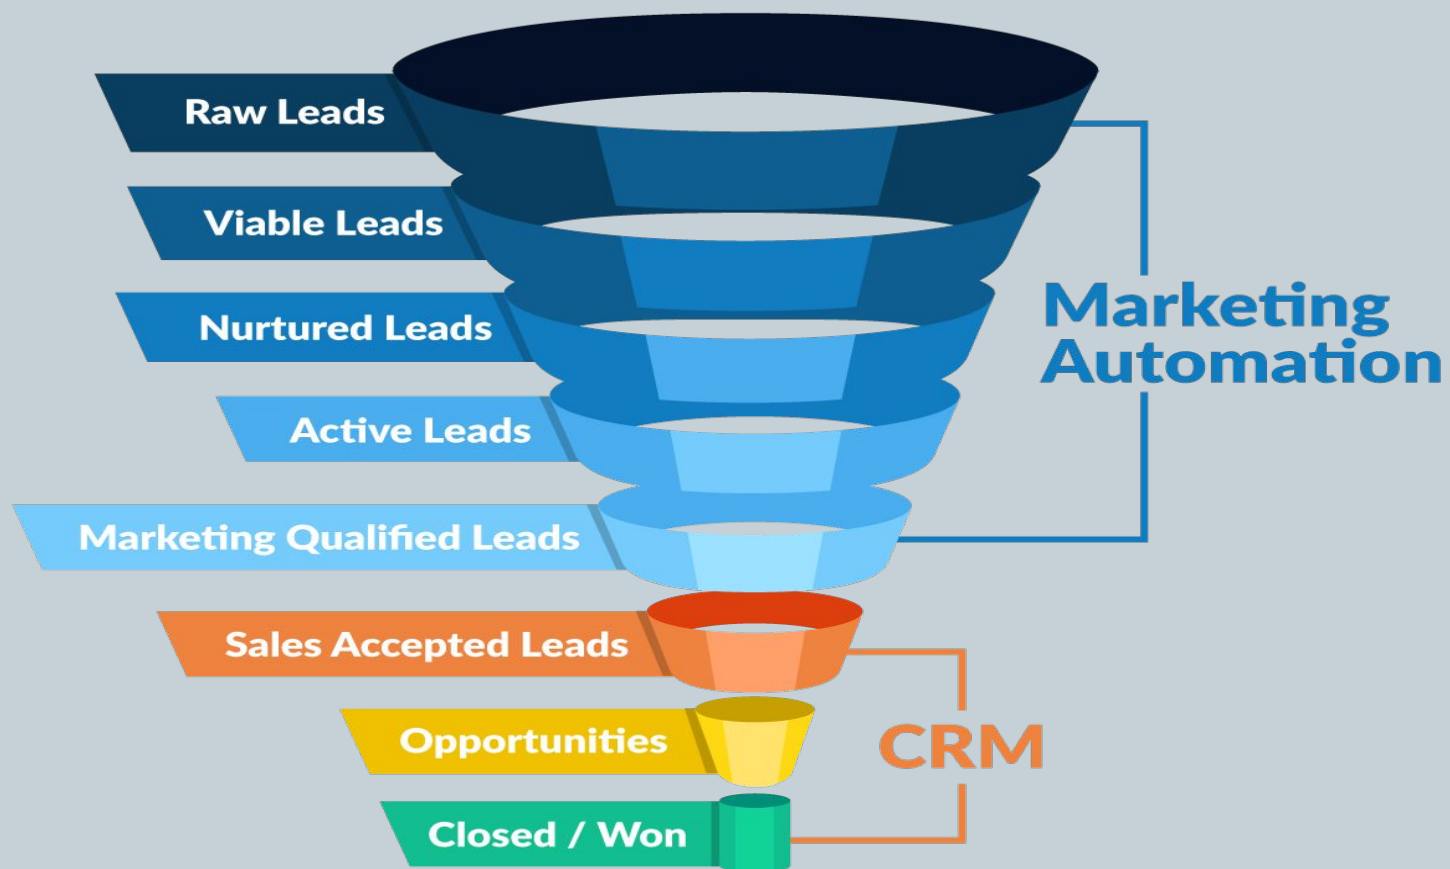 Raw Leads
Viable Leads
Nurtured Leads
Active Leads
Marketing Qualified Leads
Sales Accepted Leads
Opportunities
Closed / Won
Marketing
Automation
CRM